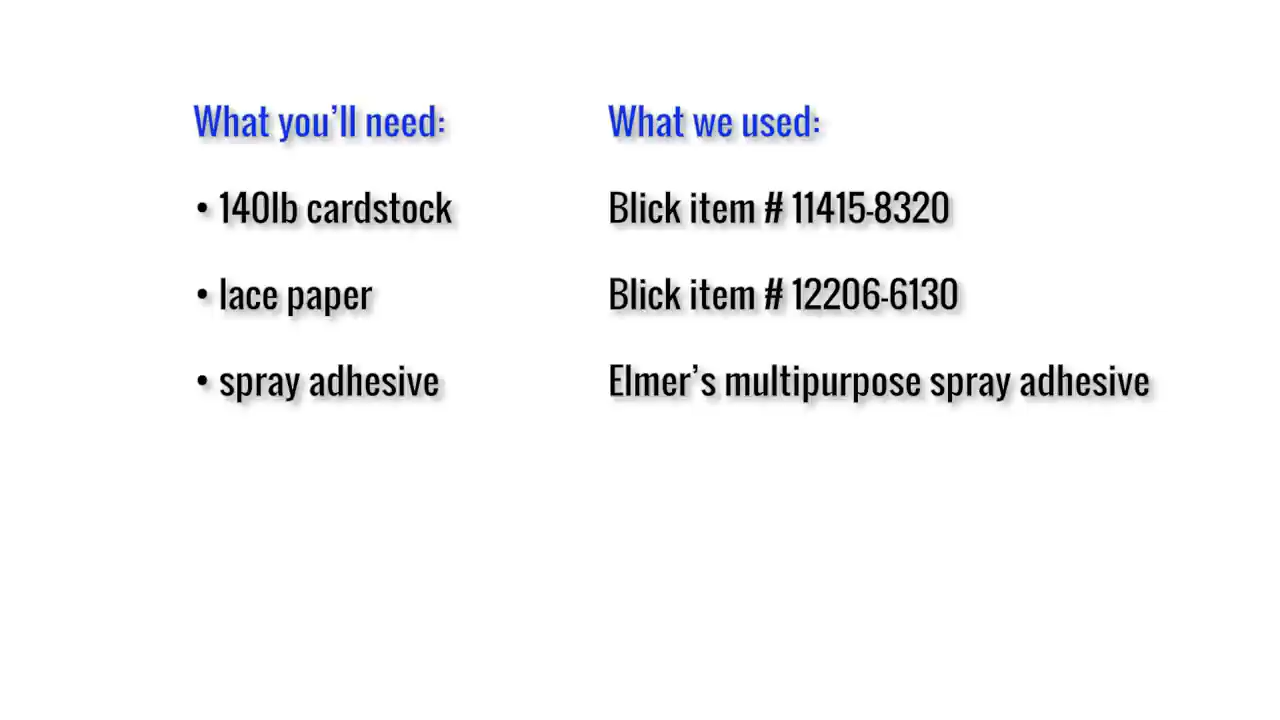 What you’ll need: What we used:
• 140lb cardstock Blick item # 11415-8320
• lace paper Blick item # 12206-6130
• spray adhesive Elmer’s multipurpose spray adhesive